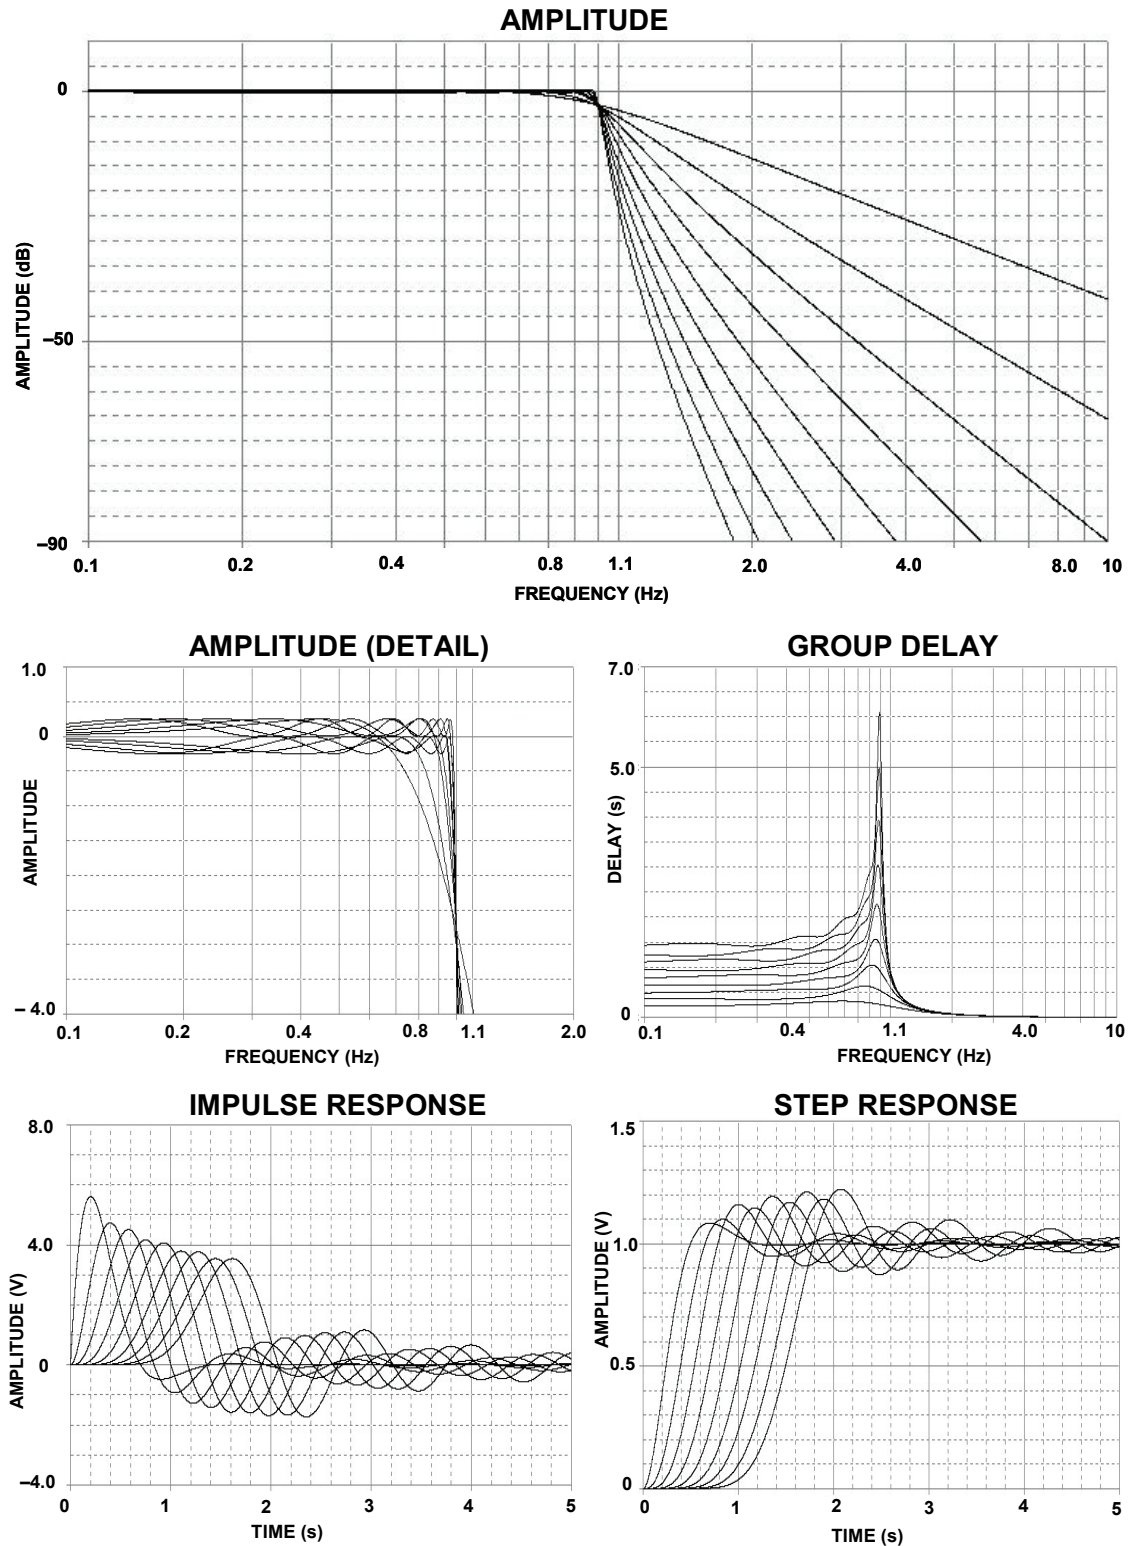 AMPLITUDE
0
–50
–90
AMPLITUDE (dB)
0.1 0.2 0.4 0.8 1.1 2.0 4.0 8.0 10
FREQUENCY (Hz)
AMPLITUDE (DETAIL)
1.0
0
– 4.0
AMPLITUDE
0.1 0.2 0.4 0.8 1.1 2.0
FREQUENCY (Hz)
GROUP DELAY
7.0
5.0
0
DELAY (s)
0.1 0.4 1.1 4.0 10
FREQUENCY (Hz)
IMPULSE RESPONSE
8.0
4.0
0
–4.0
AMPLITUDE (V)
0 1 2 3 4 5
TIME (s)
STEP RESPONSE
1.5
1.0
0.5
0
AMPLITUDE (V)
0 1 2 3 4 5
TIME (s)